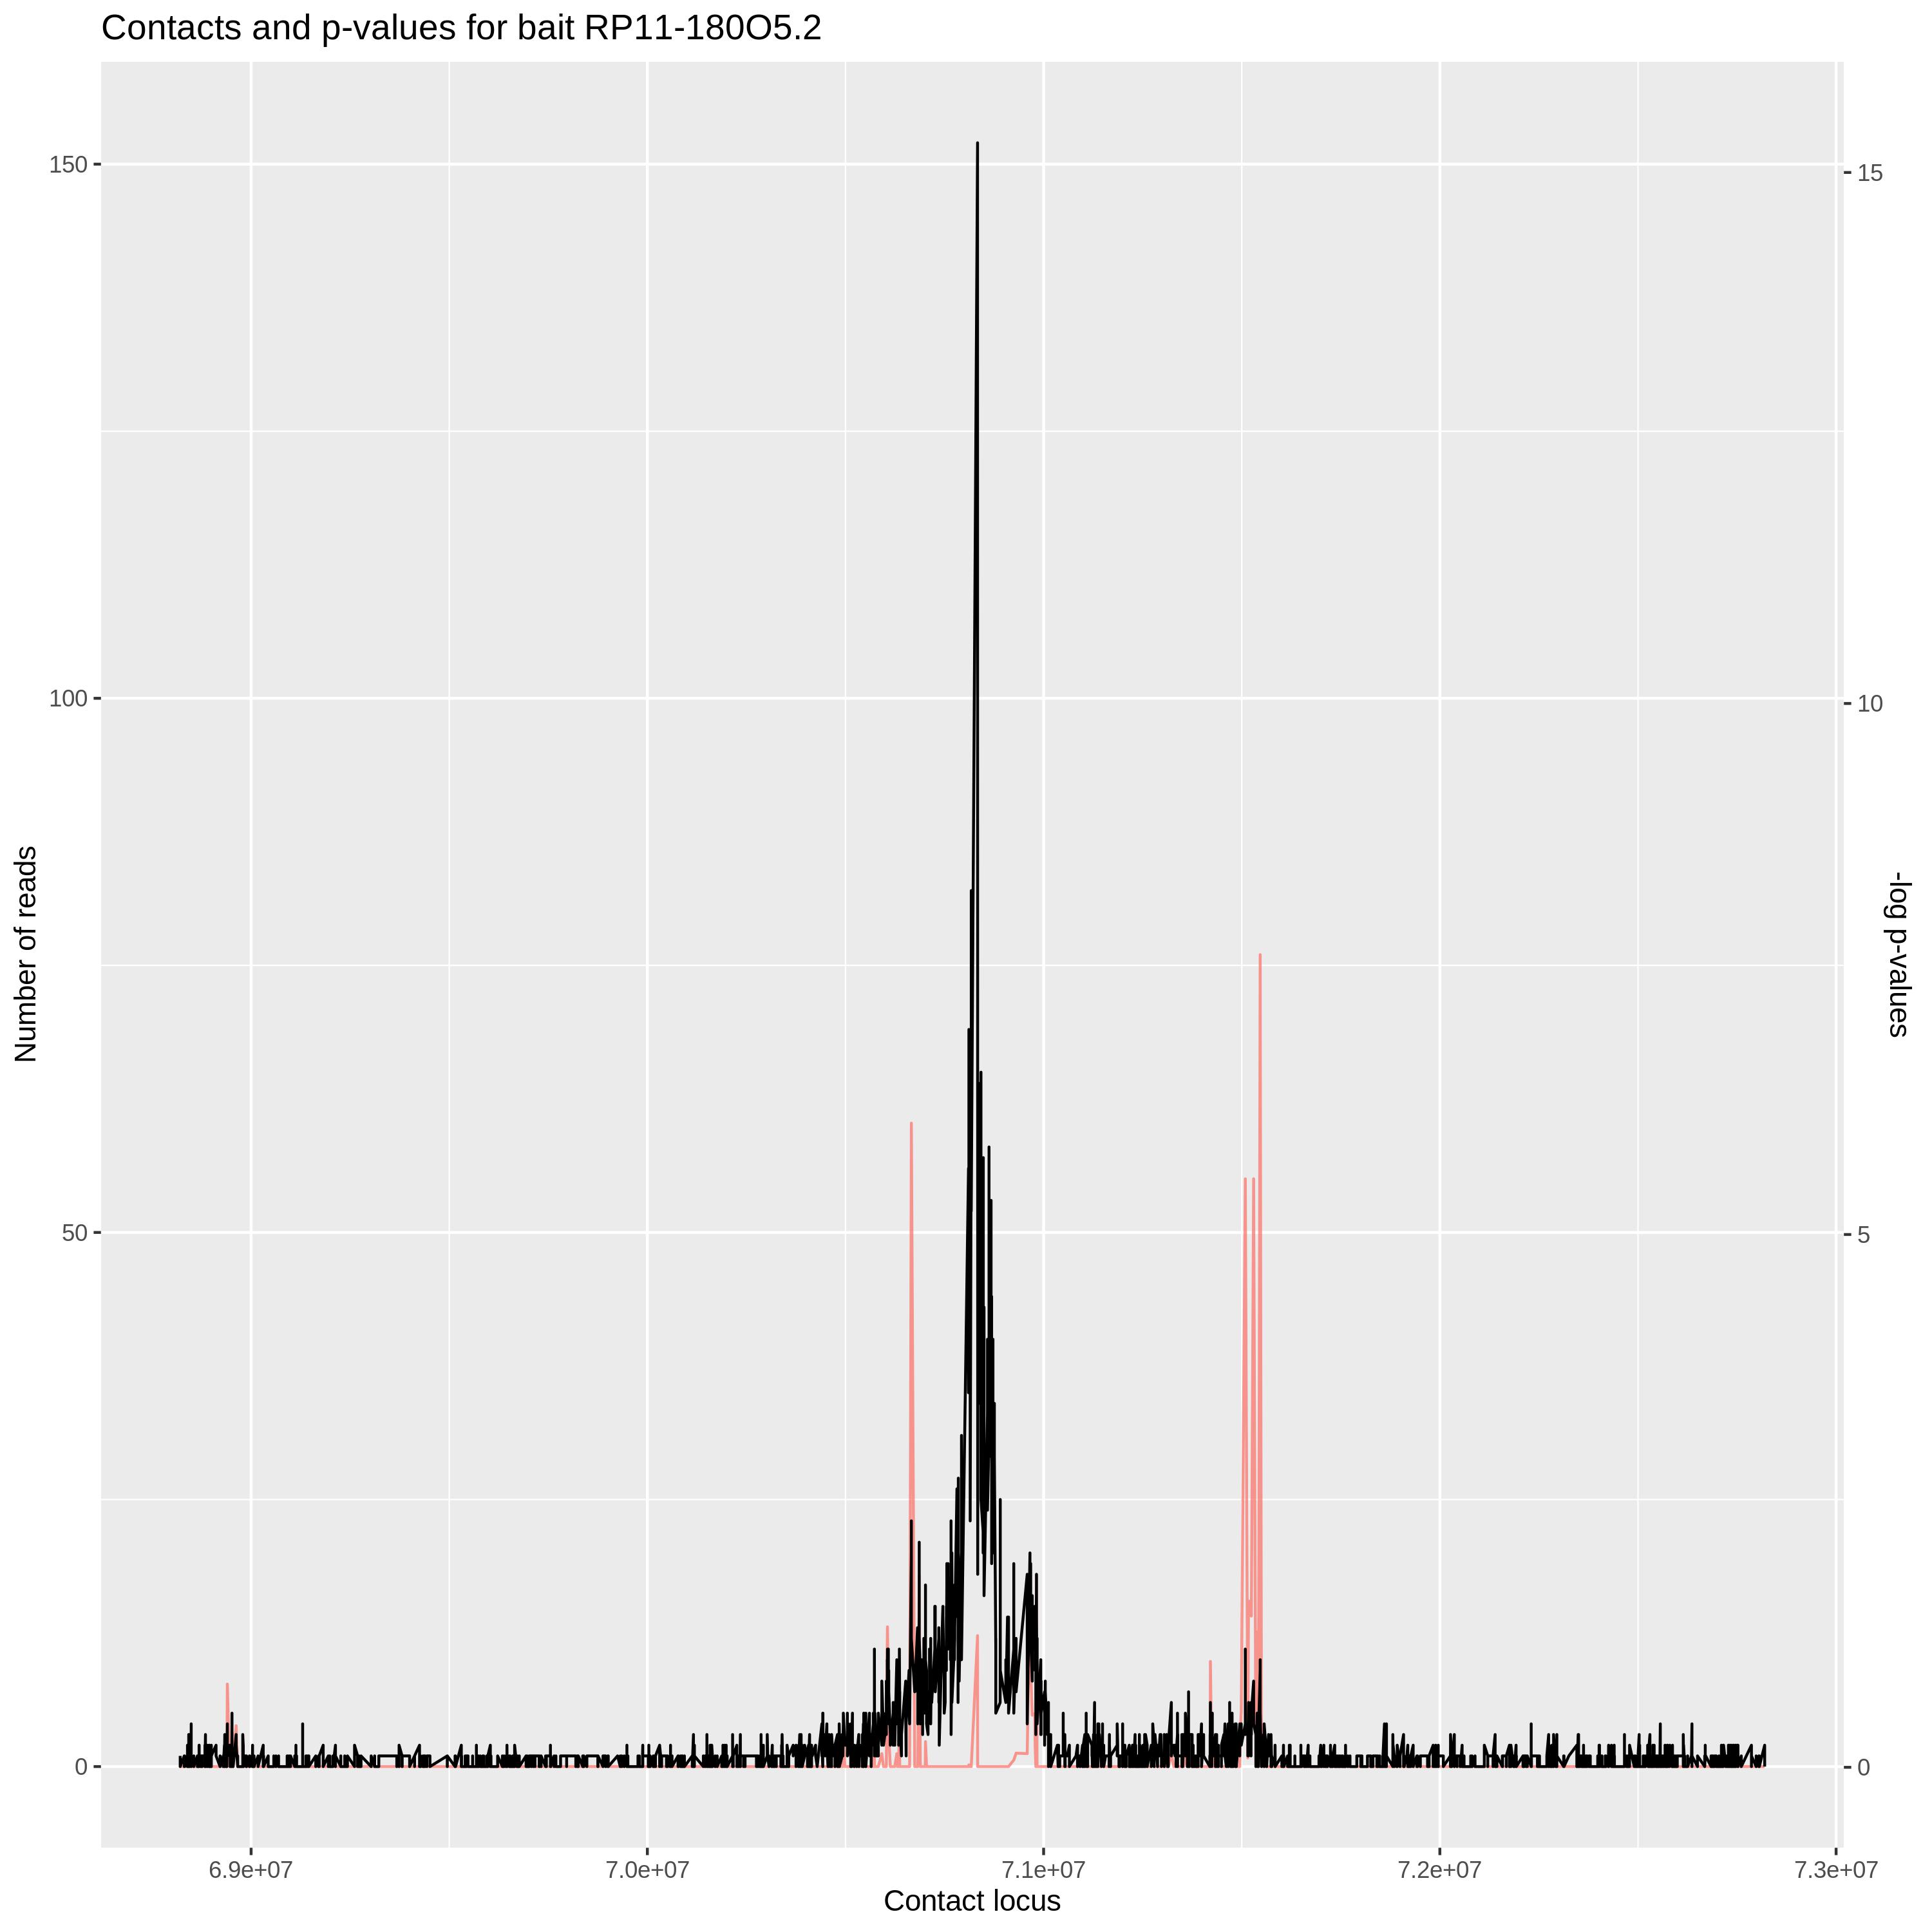 Contacts and p-values for bait RP11-180O5.2
150
100
50
0
Number of reads
15
10
5
0
-log p-values
6.9e+07
7.0e+07
7.1e+07
7.2e+07
7.3e+07
Contact locus